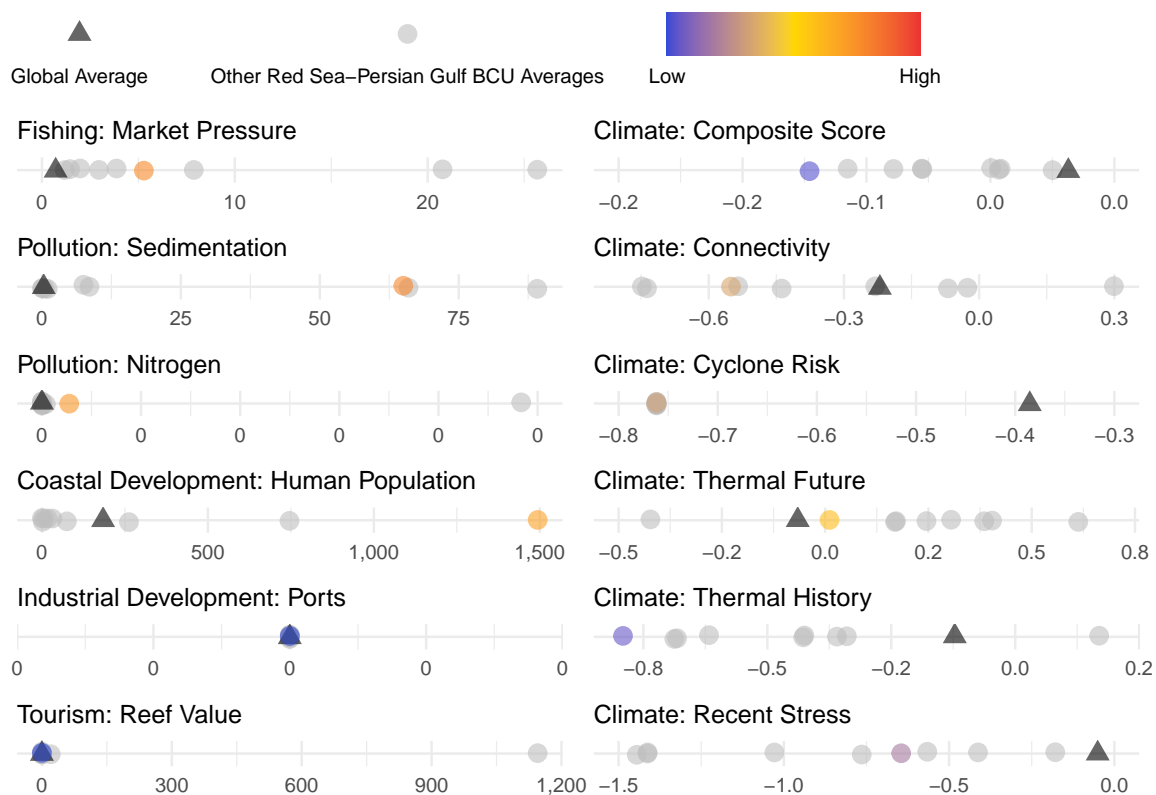 Global Average
Other Red Sea−Persian Gulf BCU Averages
Low
High
Fishing: Market Pressure
0 10 20
Climate: Composite Score
−0.2 −0.2 −0.1 0.0 0.0
Pollution: Sedimentation
0 25 50 75
Climate: Connectivity
−0.6 −0.3 0.0 0.3
Pollution: Nitrogen
0 0 0 0 0 0
Climate: Cyclone Risk
−0.8 −0.7 −0.6 −0.5 −0.4 −0.3
Coastal Development: Human Population
0 500 1,000 1,500
Climate: Thermal Future
−0.5 −0.2 0.0 0.2 0.5 0.8
Industrial Development: Ports
0 0 0 0 0
Climate: Thermal History
−0.8 −0.5 −0.2 0.0 0.2
Tourism: Reef Value
0 300 600 900 1,200
Climate: Recent Stress
−1.5 −1.0 −0.5 0.0